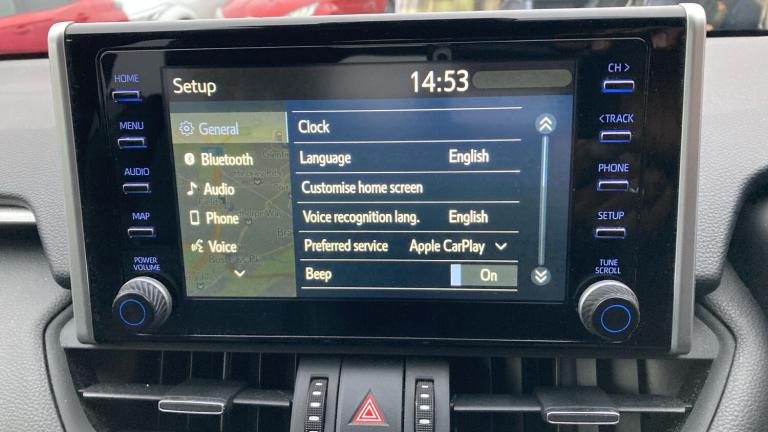 Setup 14:53
HOME
MENU
AUDIO
MAP
POWER
VOLUME
General
Bluetooth
Audio
Phone
Voice
Clock
Language English
Customise home screen
Voice recognition lang. English
Preferred service Apple CarPlay
Beep On
CH >
< TRACK
PHONE
SETUP
TUNE
SCROLL